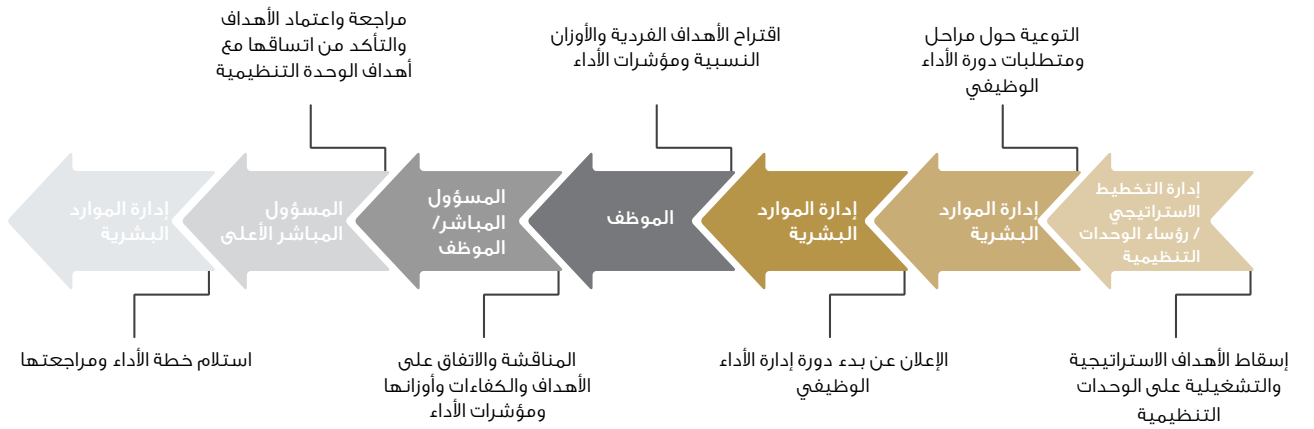 مراجعة واعتماد الأهداف
والتأكد من اتساقها مع
أهداف الوحدة التنظيمية
اقتراح الأهداف الفردية والأوزان
النسبية ومؤشرات الأداء
التوعية حول مراحل
ومتطلبات دورة الأداء
الوظيفي
إدارة التخطيط
الاستراتيجي
/ رؤساء الوحدات
التنظيمية
إدارة الموارد
البشرية
إدارة الموارد
البشرية
الموظف
المسؤول
المباشر/
الموظف
المسؤول
المباشر الأعلى
إدارة الموارد
البشرية
إسقاط الأهداف الاستراتيجية
والتشغيلية على الوحدات
التنظيمية
الإعلان عن بدء دورة إدارة الأداء
الوظيفي
المناقشة والاتفاق على
الأهداف والكفاءات وأوزانها
ومؤشرات الأداء
استلام خطة الأداء ومراجعتها